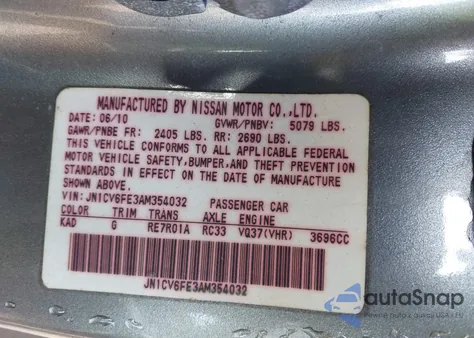 MANUFACTURED BY NISSAN MOTOR CO.,LTD.
DATE: 06/10 GVWR/PNBV: 5079 LBS.
GAWR/PNBE FR: 2405 LBS. RR: 2690 LBS.
THIS VEHICLE CONFORMS TO ALL APPLICABLE FEDERAL
MOTOR VEHICLE SAFETY, BUMPER, AND THEFT PREVENTION
STANDARDS IN EFFECT ON THE DATE OF MANUFACTURE
SHOWN ABOVE.
VIN: JN1CV6FE3AM354032 PASSENGER CAR
COLOR TRIM TRANS AXLE ENGINE
KAD G RE7R01A RC33 VQ37(VHR) 3696CC
JN1CV6FE3AM354032
autoSnap